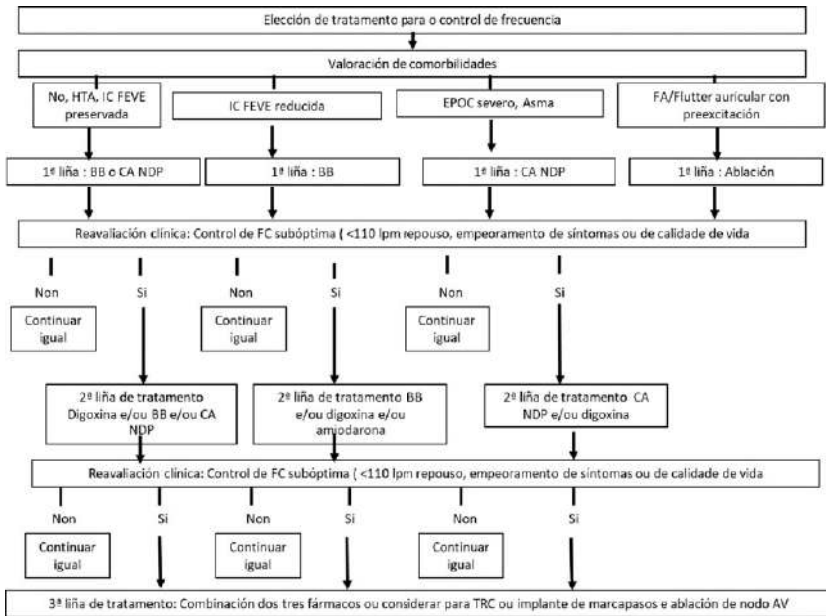 Elección de tratamento para o control de frecuencia
Valoración de comorbilidades
No, HTA, IC FEVE
preservada
IC FEVE reducida
EPOC severo, Asma
FA/Flutter auricular con
preexcitación
1ª liña : BB o CA NDP
1ª liña : BB
1ª liña : CA NDP
1ª liña : Ablación
Reavaliación clínica: Control de FC subóptima ( <110 lpm repouso, empeoramento de síntomas ou de calidade de vida
Non
Si
Non
Si
Non
Si
Continuar
igual
Continuar
igual
Continuar
igual
2ª liña de tratamento
Digoxina e/ou BB e/ou CA
NDP
2ª liña de tratamento BB
e/ou digoxina e/ou
amiodarona
2ª liña de tratamento CA
NDP e/ou digoxina
Reavaliación clínica: Control de FC subóptima ( <110 lpm repouso, empeoramento de síntomas ou de calidade de vida
Non
Si
Non
Si
Non
Si
Continuar
igual
Continuar
igual
Continuar
igual
3ª liña de tratamento: Combinación dos tres fármacos ou considerar para TRC ou implante de marcapasos e ablación de nodo AV